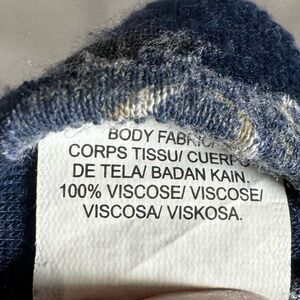 BODY FABRIC/
CORPS TISSU/ CUERPO
DE TELA/ BADAN KAIN.
100% VISCOSE/ VISCOSE/
VISCOSA/ VISKOSA.